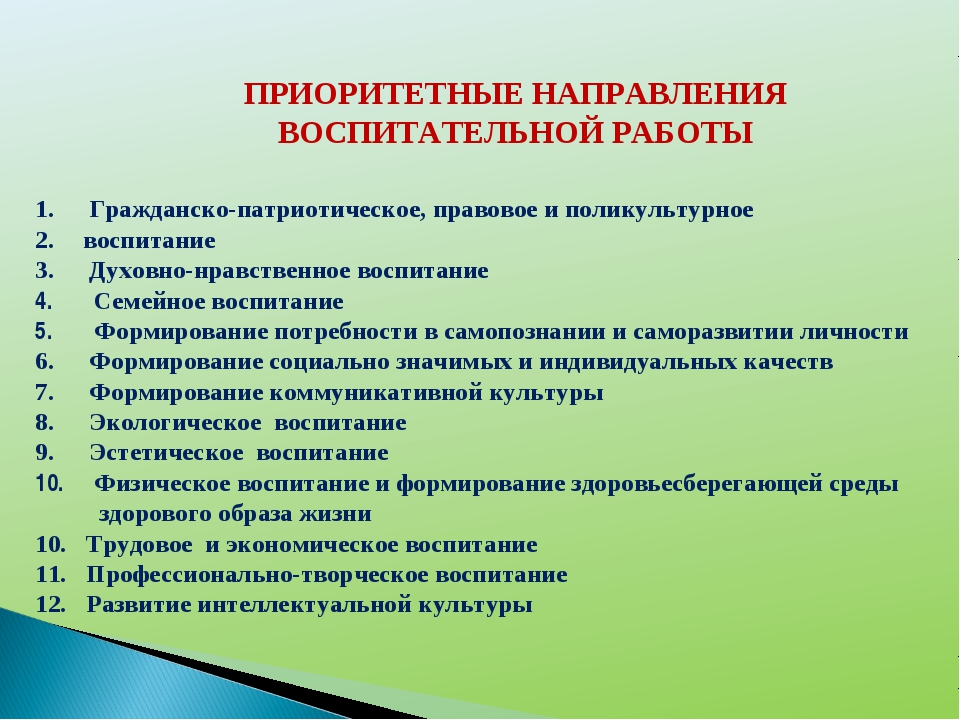 ПРИОРИТЕТНЫЕ НАПРАВЛЕНИЯ
ВОСПИТАТЕЛЬНОЙ РАБОТЫ
1. Гражданско-патриотическое, правовое и поликультурное
2. воспитание
3. Духовно-нравственное воспитание
4. Семейное воспитание
5. Формирование потребности в самопознании и саморазвитии личности
6. Формирование социально значимых и индивидуальных качеств
7. Формирование коммуникативной культуры
8. Экологическое воспитание
9. Эстетическое воспитание
10. Физическое воспитание и формирование здоровьесберегающей среды
здорового образа жизни
10. Трудовое и экономическое воспитание
11. Профессионально-творческое воспитание
12. Развитие интеллектуальной культуры